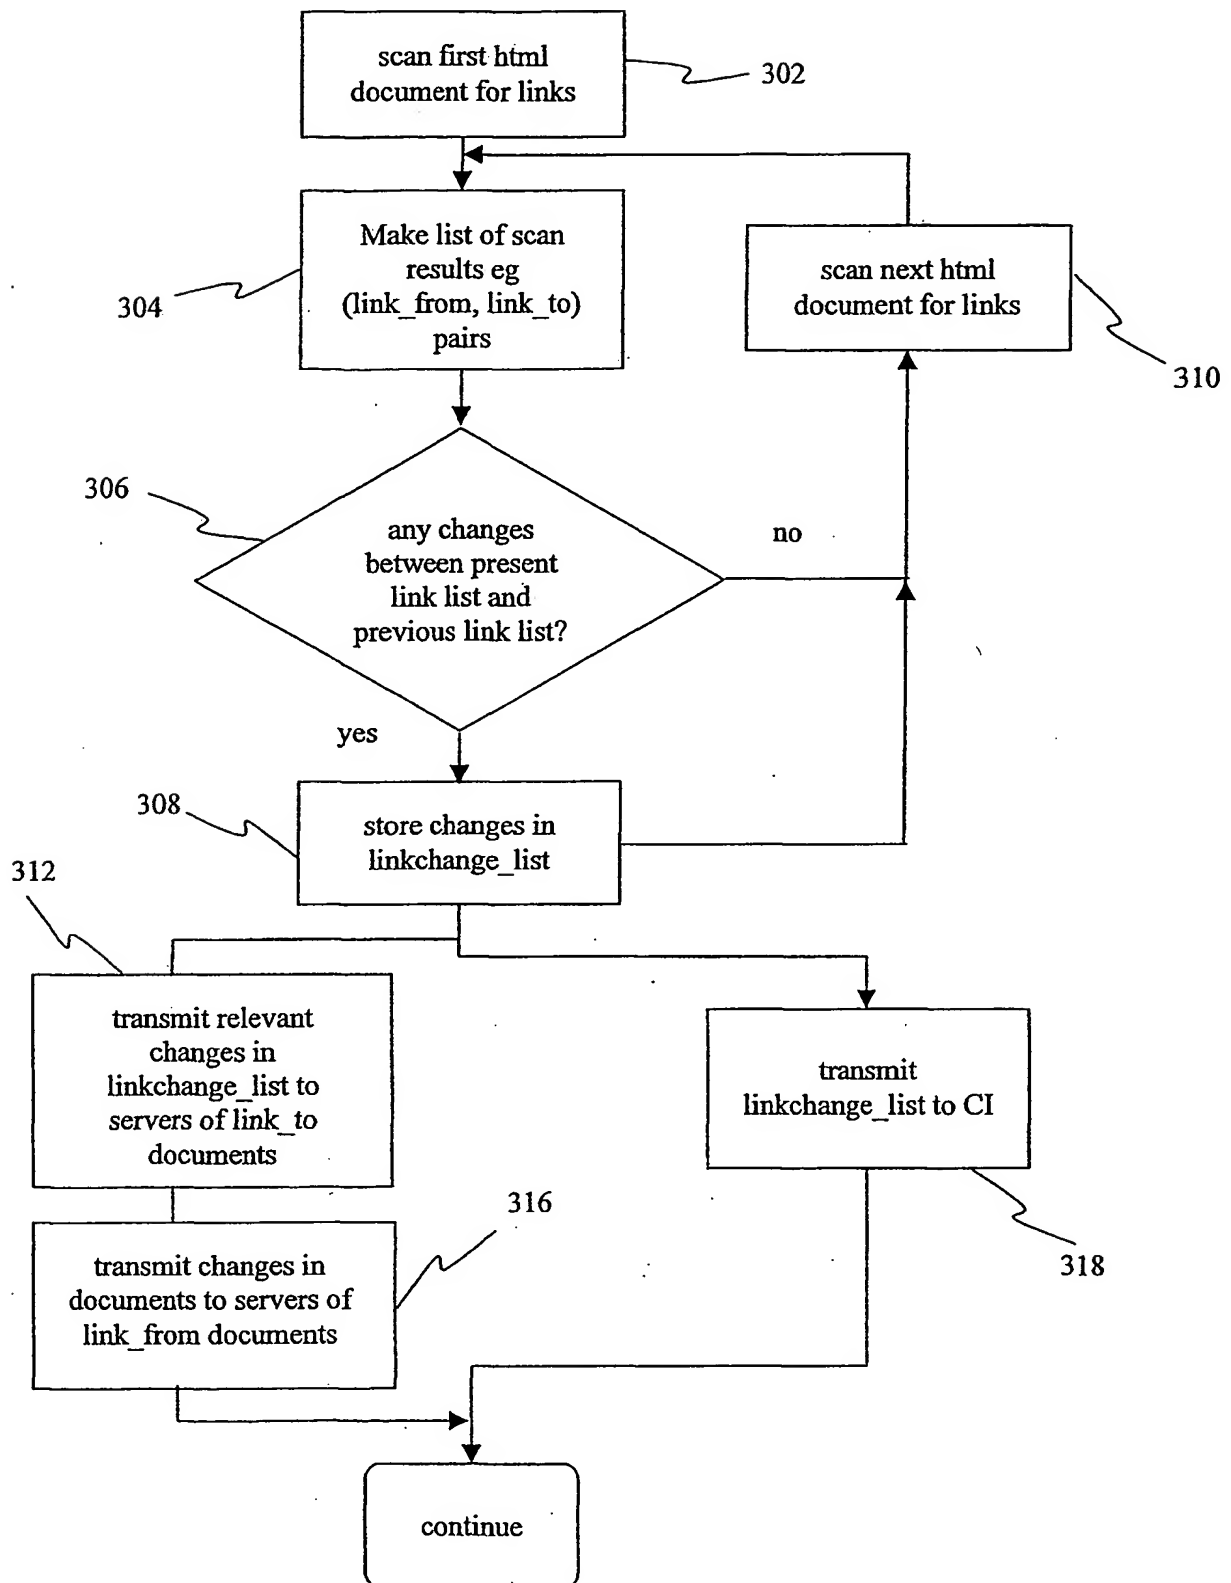 scan first html
document for links
302
Make list of scan
results eg
(link_from, link_to)
pairs
304
scan next html
document for links
310
306
any changes
between present
link list and
previous link list?
no
yes
308
store changes in
linkchange_list
312
transmit relevant
changes in
linkchange_list to
servers of link_to
documents
transmit
linkchange_list to CI
316
transmit changes in
documents to servers of
link_from documents
318
continue